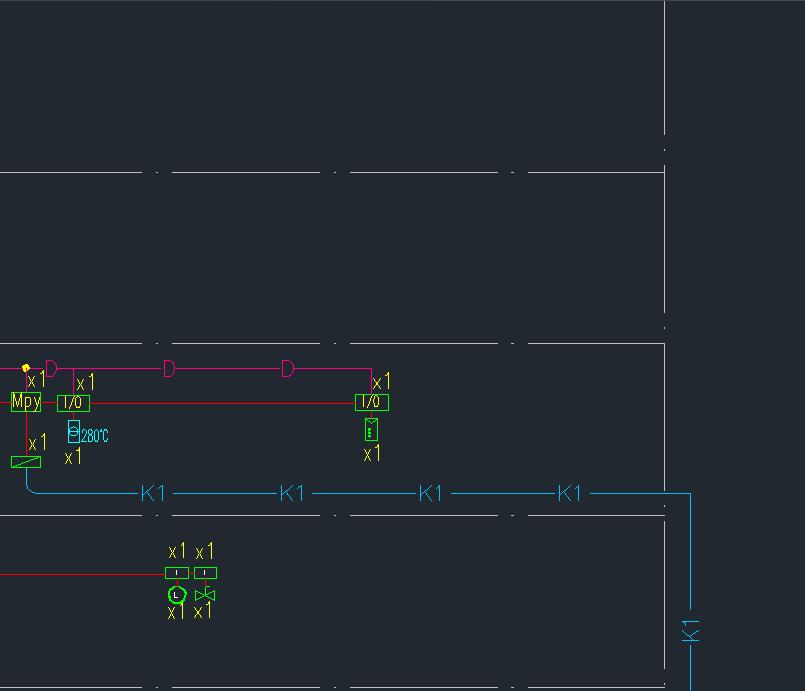 D D D
x1 x1 x1
Mpy I/O I/O
280℃
x1 x1 x1
K1 K1 K1 K1
x1 x1
I I
L
x1 x1
K1